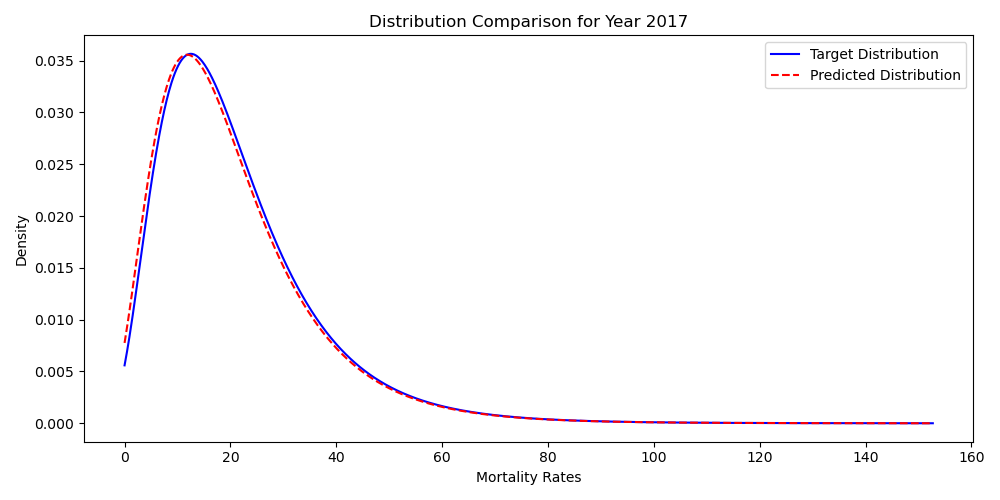 Distribution Comparison for Year 2017
Target Distribution
Predicted Distribution
Density
0.035
0.030
0.025
0.020
0.015
0.010
0.005
0.000
0 20 40 60 80 100 120 140 160
Mortality Rates